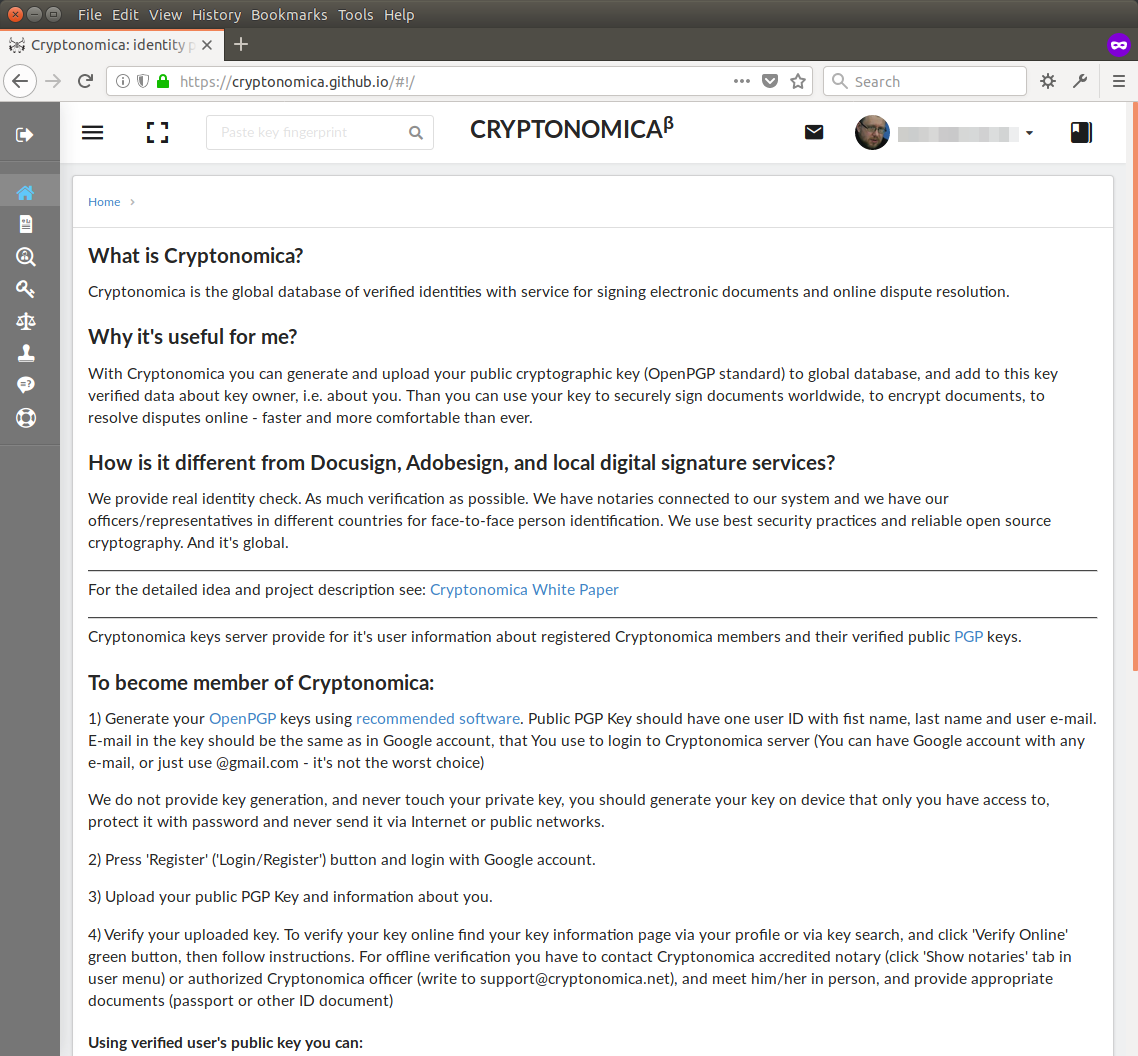 File Edit View History Bookmarks Tools Help
Cryptonomica: identity p
https://cryptonomica.github.io/#!/
Search
Paste key fingerprint
CRYPTONOMICAβ
Home
What is Cryptonomica?
Cryptonomica is the global database of verified identities with service for signing electronic documents and online dispute resolution.
Why it's useful for me?
With Cryptonomica you can generate and upload your public cryptographic key (OpenPGP standard) to global database, and add to this key
verified data about key owner, i.e. about you. Than you can use your key to securely sign documents worldwide, to encrypt documents, to
resolve disputes online - faster and more comfortable than ever.
How is it different from Docusign, Adobesign, and local digital signature services?
We provide real identity check. As much verification as possible. We have notaries connected to our system and we have our
officers/representatives in different countries for face-to-face person identification. We use best security practices and reliable open source
cryptography. And it's global.
For the detailed idea and project description see: Cryptonomica White Paper
Cryptonomica keys server provide for it's user information about registered Cryptonomica members and their verified public PGP keys.
To become member of Cryptonomica:
1) Generate your OpenPGP keys using recommended software. Public PGP Key should have one user ID with fist name, last name and user e-mail.
E-mail in the key should be the same as in Google account, that You use to login to Cryptonomica server (You can have Google account with any
e-mail, or just use @gmail.com - it's not the worst choice)
We do not provide key generation, and never touch your private key, you should generate your key on device that only you have access to,
protect it with password and never send it via Internet or public networks.
2) Press 'Register' ('Login/Register') button and login with Google account.
3) Upload your public PGP Key and information about you.
4) Verify your uploaded key. To verify your key online find your key information page via your profile or via key search, and click 'Verify Online'
green button, then follow instructions. For offline verification you have to contact Cryptonomica accredited notary (click 'Show notaries' tab in
user menu) or authorized Cryptonomica officer (write to support@cryptonomica.net), and meet him/her in person, and provide appropriate
documents (passport or other ID document)
Using verified user's public key you can: